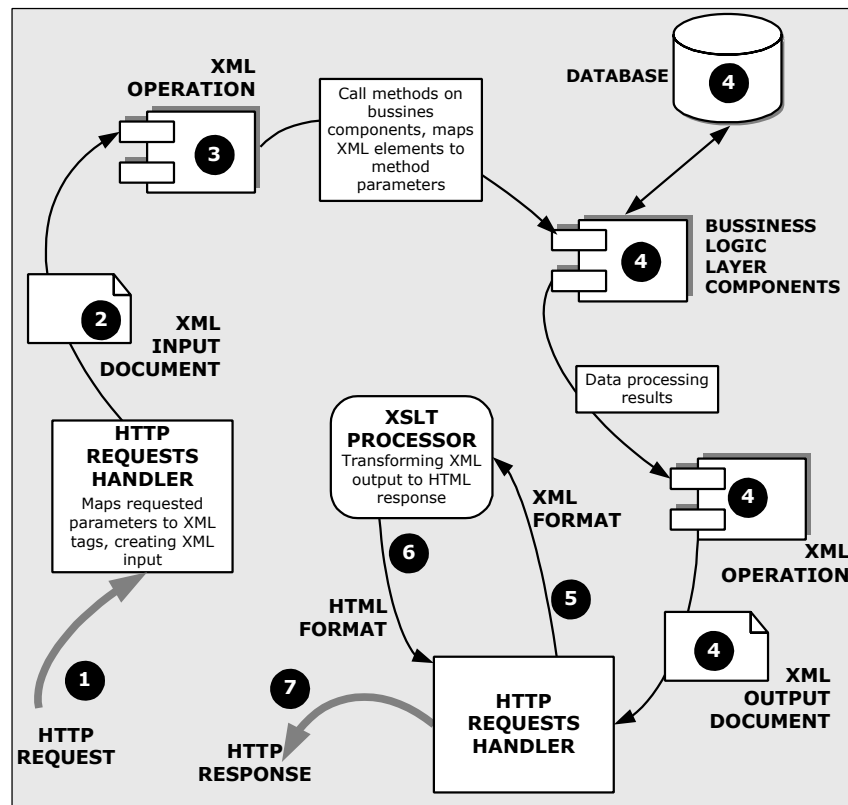 XML
OPERATION
3
Call methods on
bussines
components, maps
XML elements to
method
parameters
DATABASE
4
BUSSINESS
LOGIC
LAYER
COMPONENTS
4
2
XML
INPUT
DOCUMENT
HTTP
REQUESTS
HANDLER
Maps requested
parameters to XML
tags, creating XML
input
1
HTTP
REQUEST
Data processing
results
XSLT
PROCESSOR
Transforming XML
output to HTML
response
4
XML
OPERATION
XML
FORMAT
5
6
HTML
FORMAT
4
XML
OUTPUT
DOCUMENT
HTTP
REQUESTS
HANDLER
7
HTTP
RESPONSE